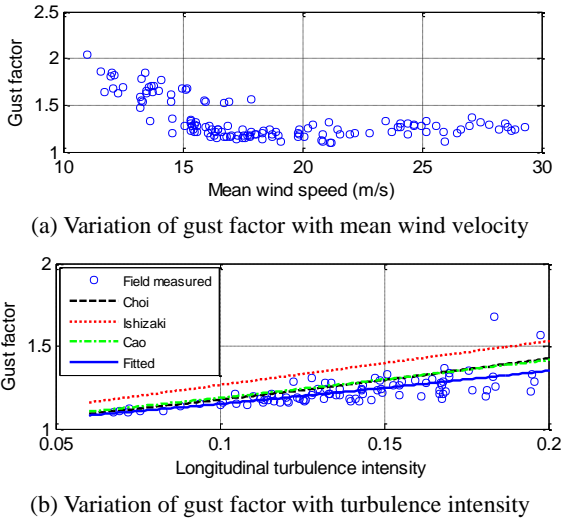 2.5
2
1.5
1
Gust factor
10
15
20
25
30
Mean wind speed (m/s)
(a) Variation of gust factor with mean wind velocity
2
1.5
1
Gust factor
Field measured
Choi
Ishizaki
Cao
Fitted
0.05
0.1
0.15
0.2
Longitudinal turbulence intensity
(b) Variation of gust factor with turbulence intensity